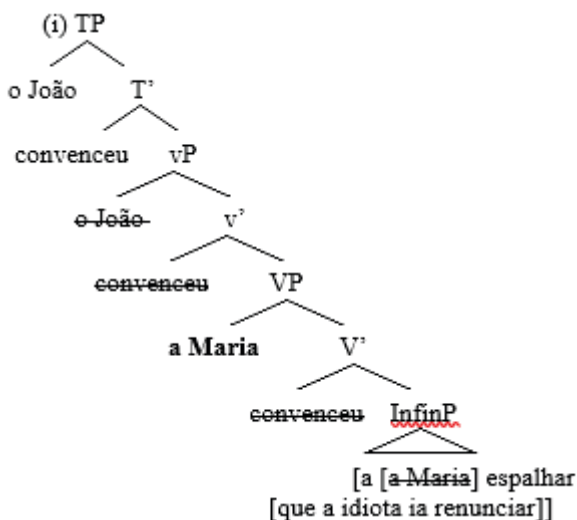 (i) TP
o João T’
convenceu vP
o João v’
convenceu VP
a Maria V’
convenceu InfinP
[a [a Maria] espalhar
[que a idiota ia renunciar]]